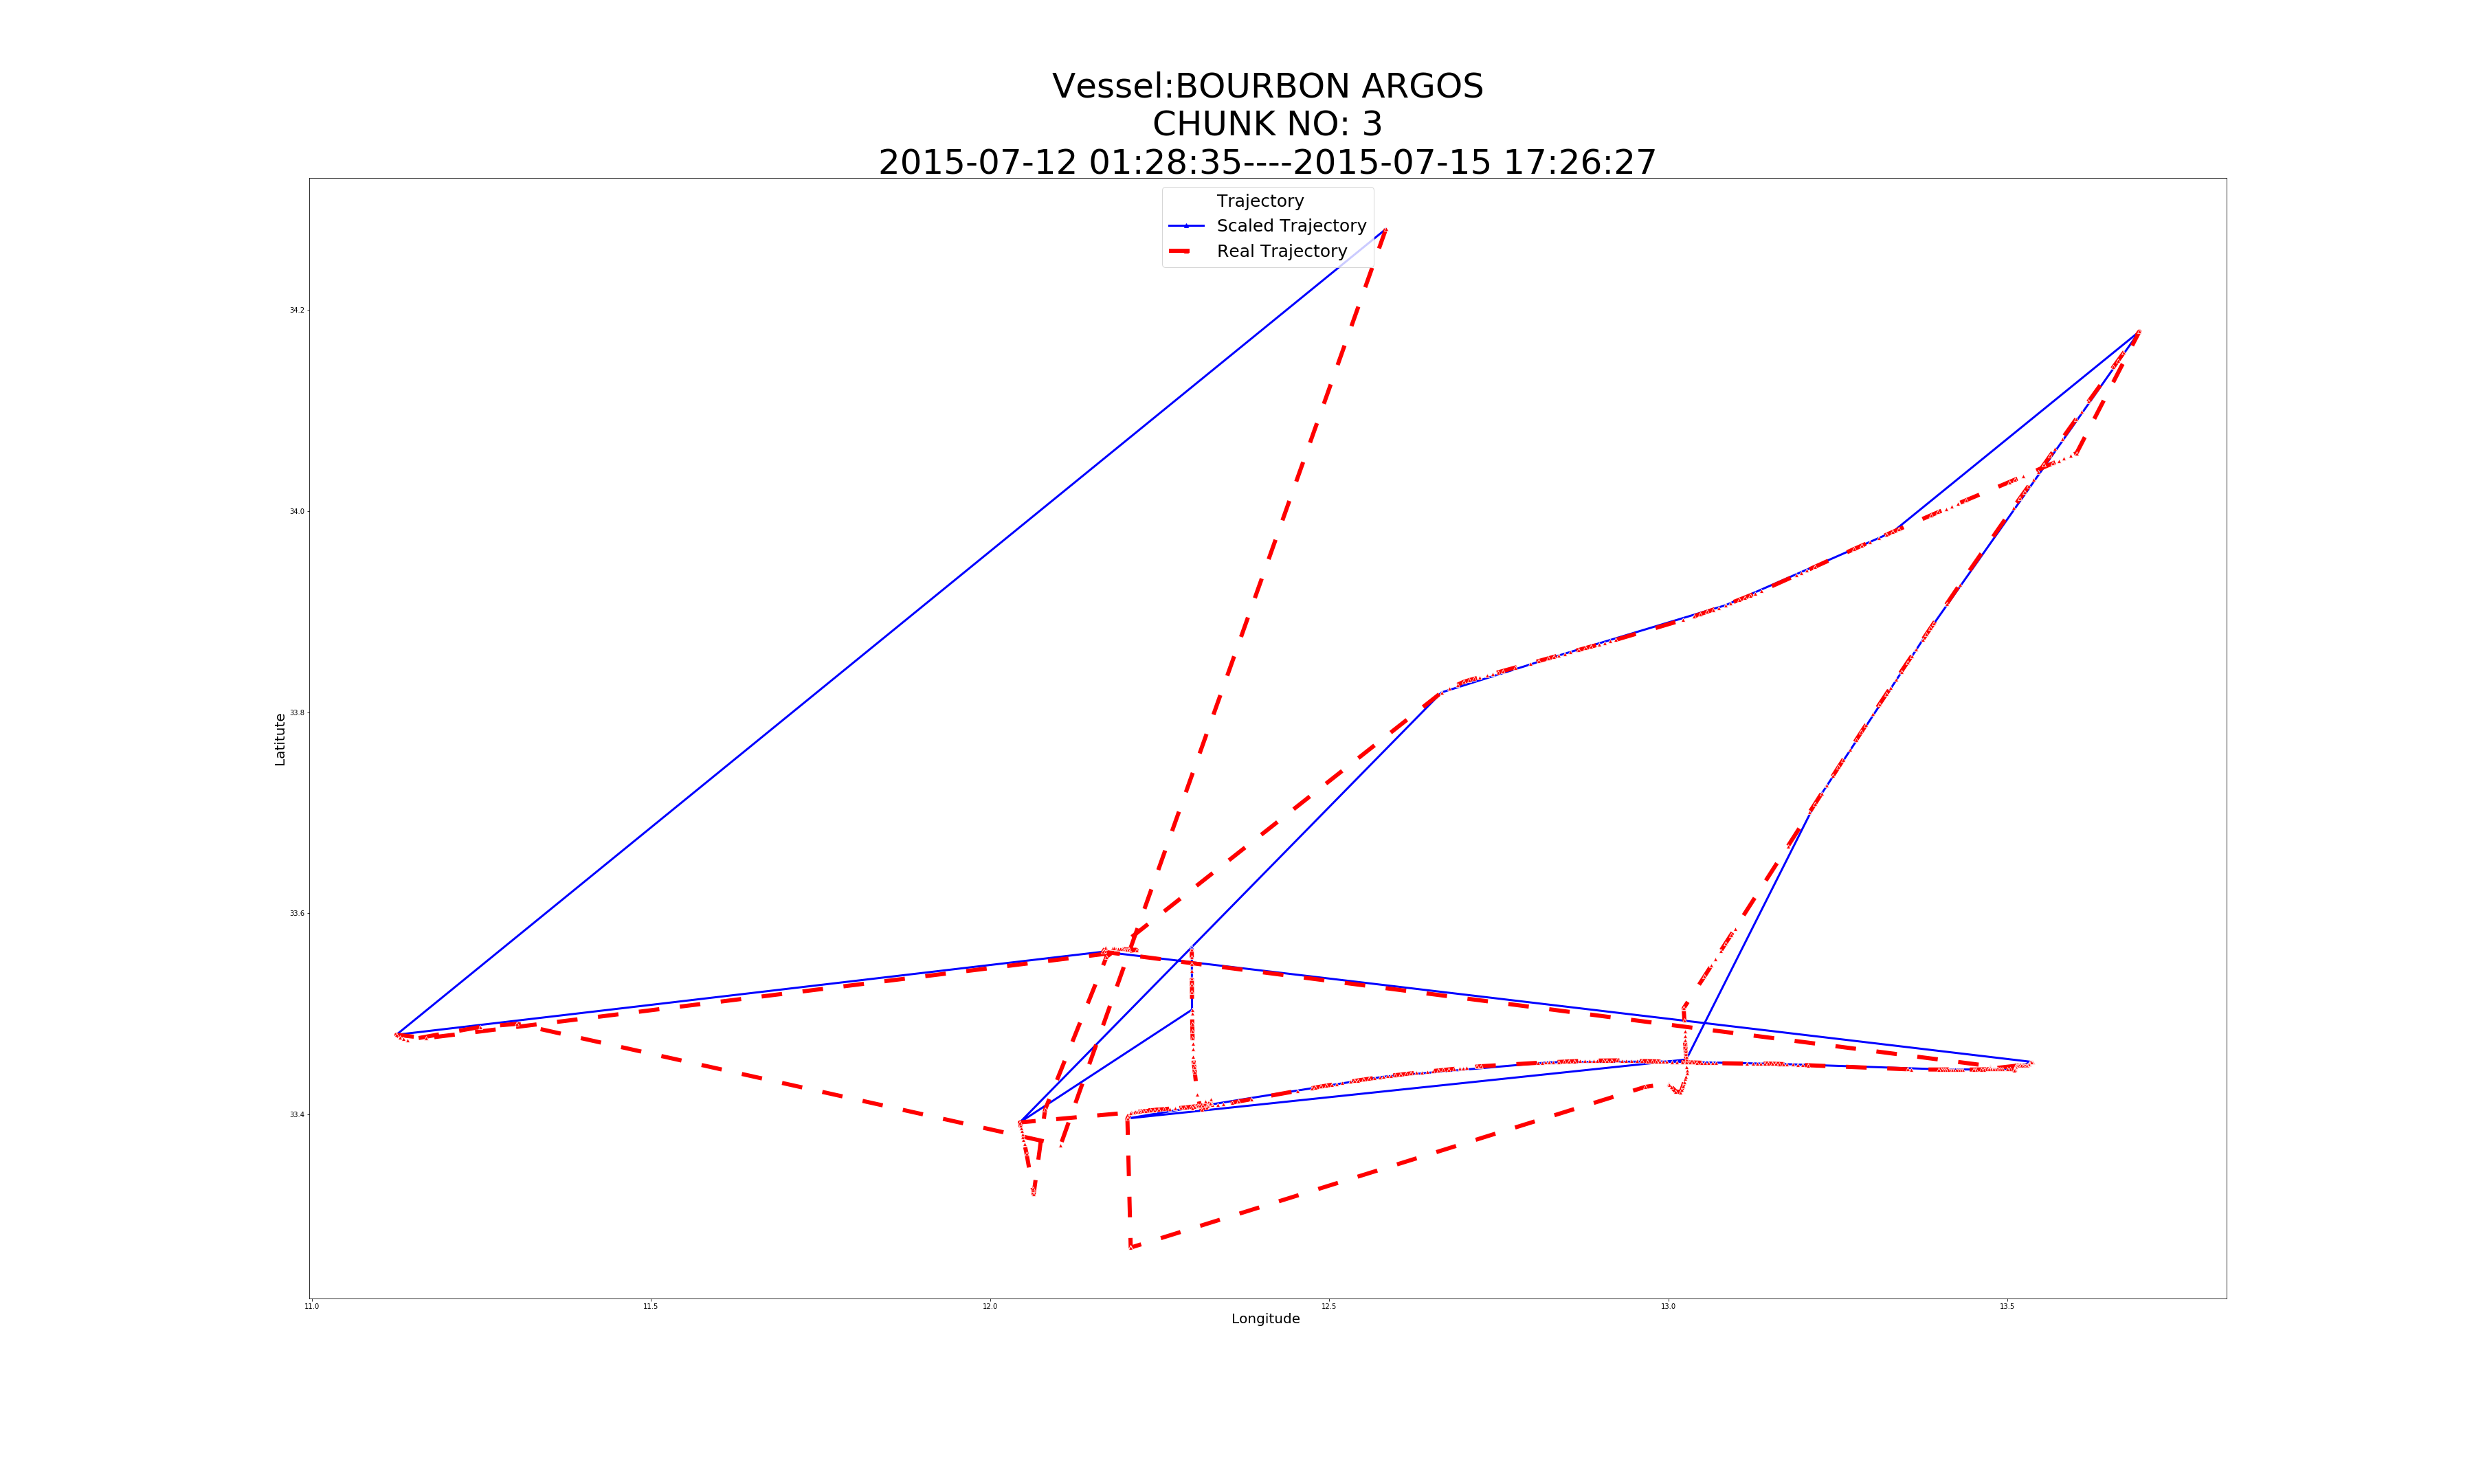 Vessel:BOURBON ARGOS
CHUNK NO: 3
2015-07-12 01:28:35----2015-07-15 17:26:27
Trajectory
Scaled Trajectory
Real Trajectory
34.2
34.0
33.8
33.6
33.4
Latitute
11.0 11.5 12.0 12.5 13.0 13.5
Longitude